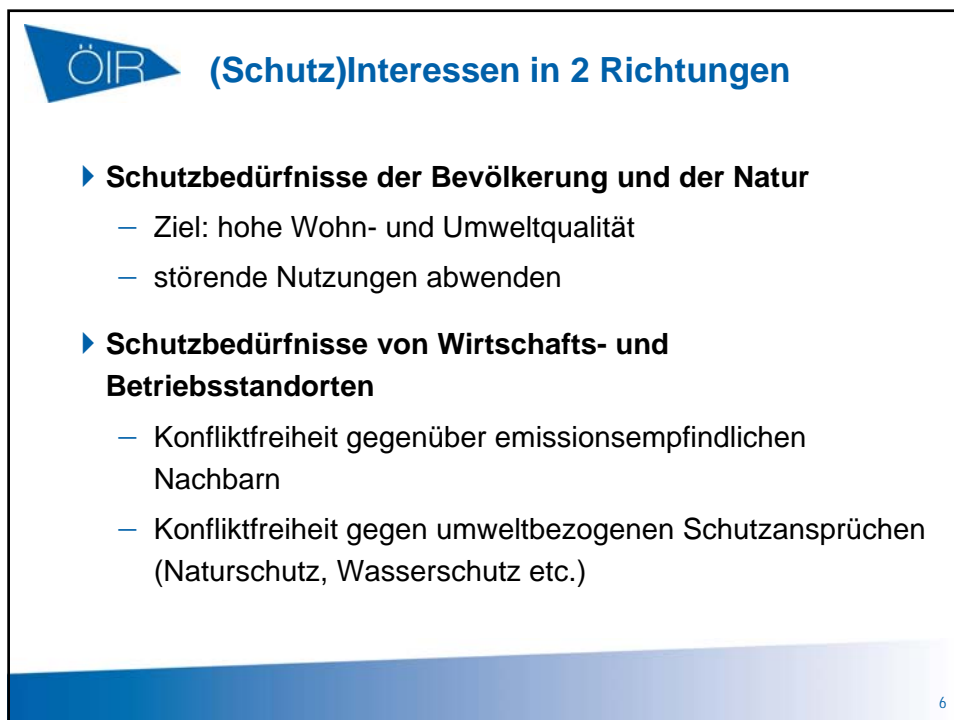 ÖIR
(Schutz)Interessen in 2 Richtungen
Schutzbedürfnisse der Bevölkerung und der Natur
– Ziel: hohe Wohn- und Umweltqualität
– störende Nutzungen abwenden
Schutzbedürfnisse von Wirtschafts- und
Betriebsstandorten
– Konfliktfreiheit gegenüber emissionsempfindlichen
Nachbarn
– Konfliktfreiheit gegen umweltbezogenen Schutzansprüchen
(Naturschutz, Wasserschutz etc.)
6